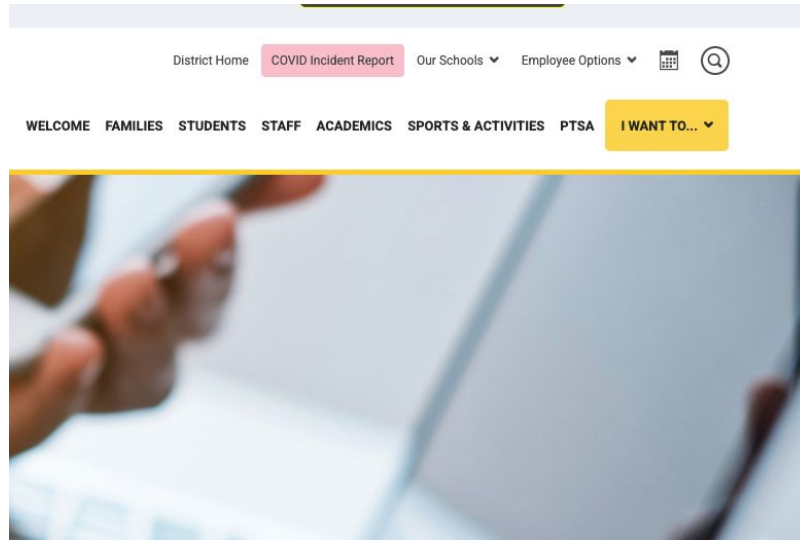 District Home COVID Incident Report Our Schools Employee Options
WELCOME FAMILIES STUDENTS STAFF ACADEMICS SPORTS & ACTIVITIES PTSA I WANT TO...